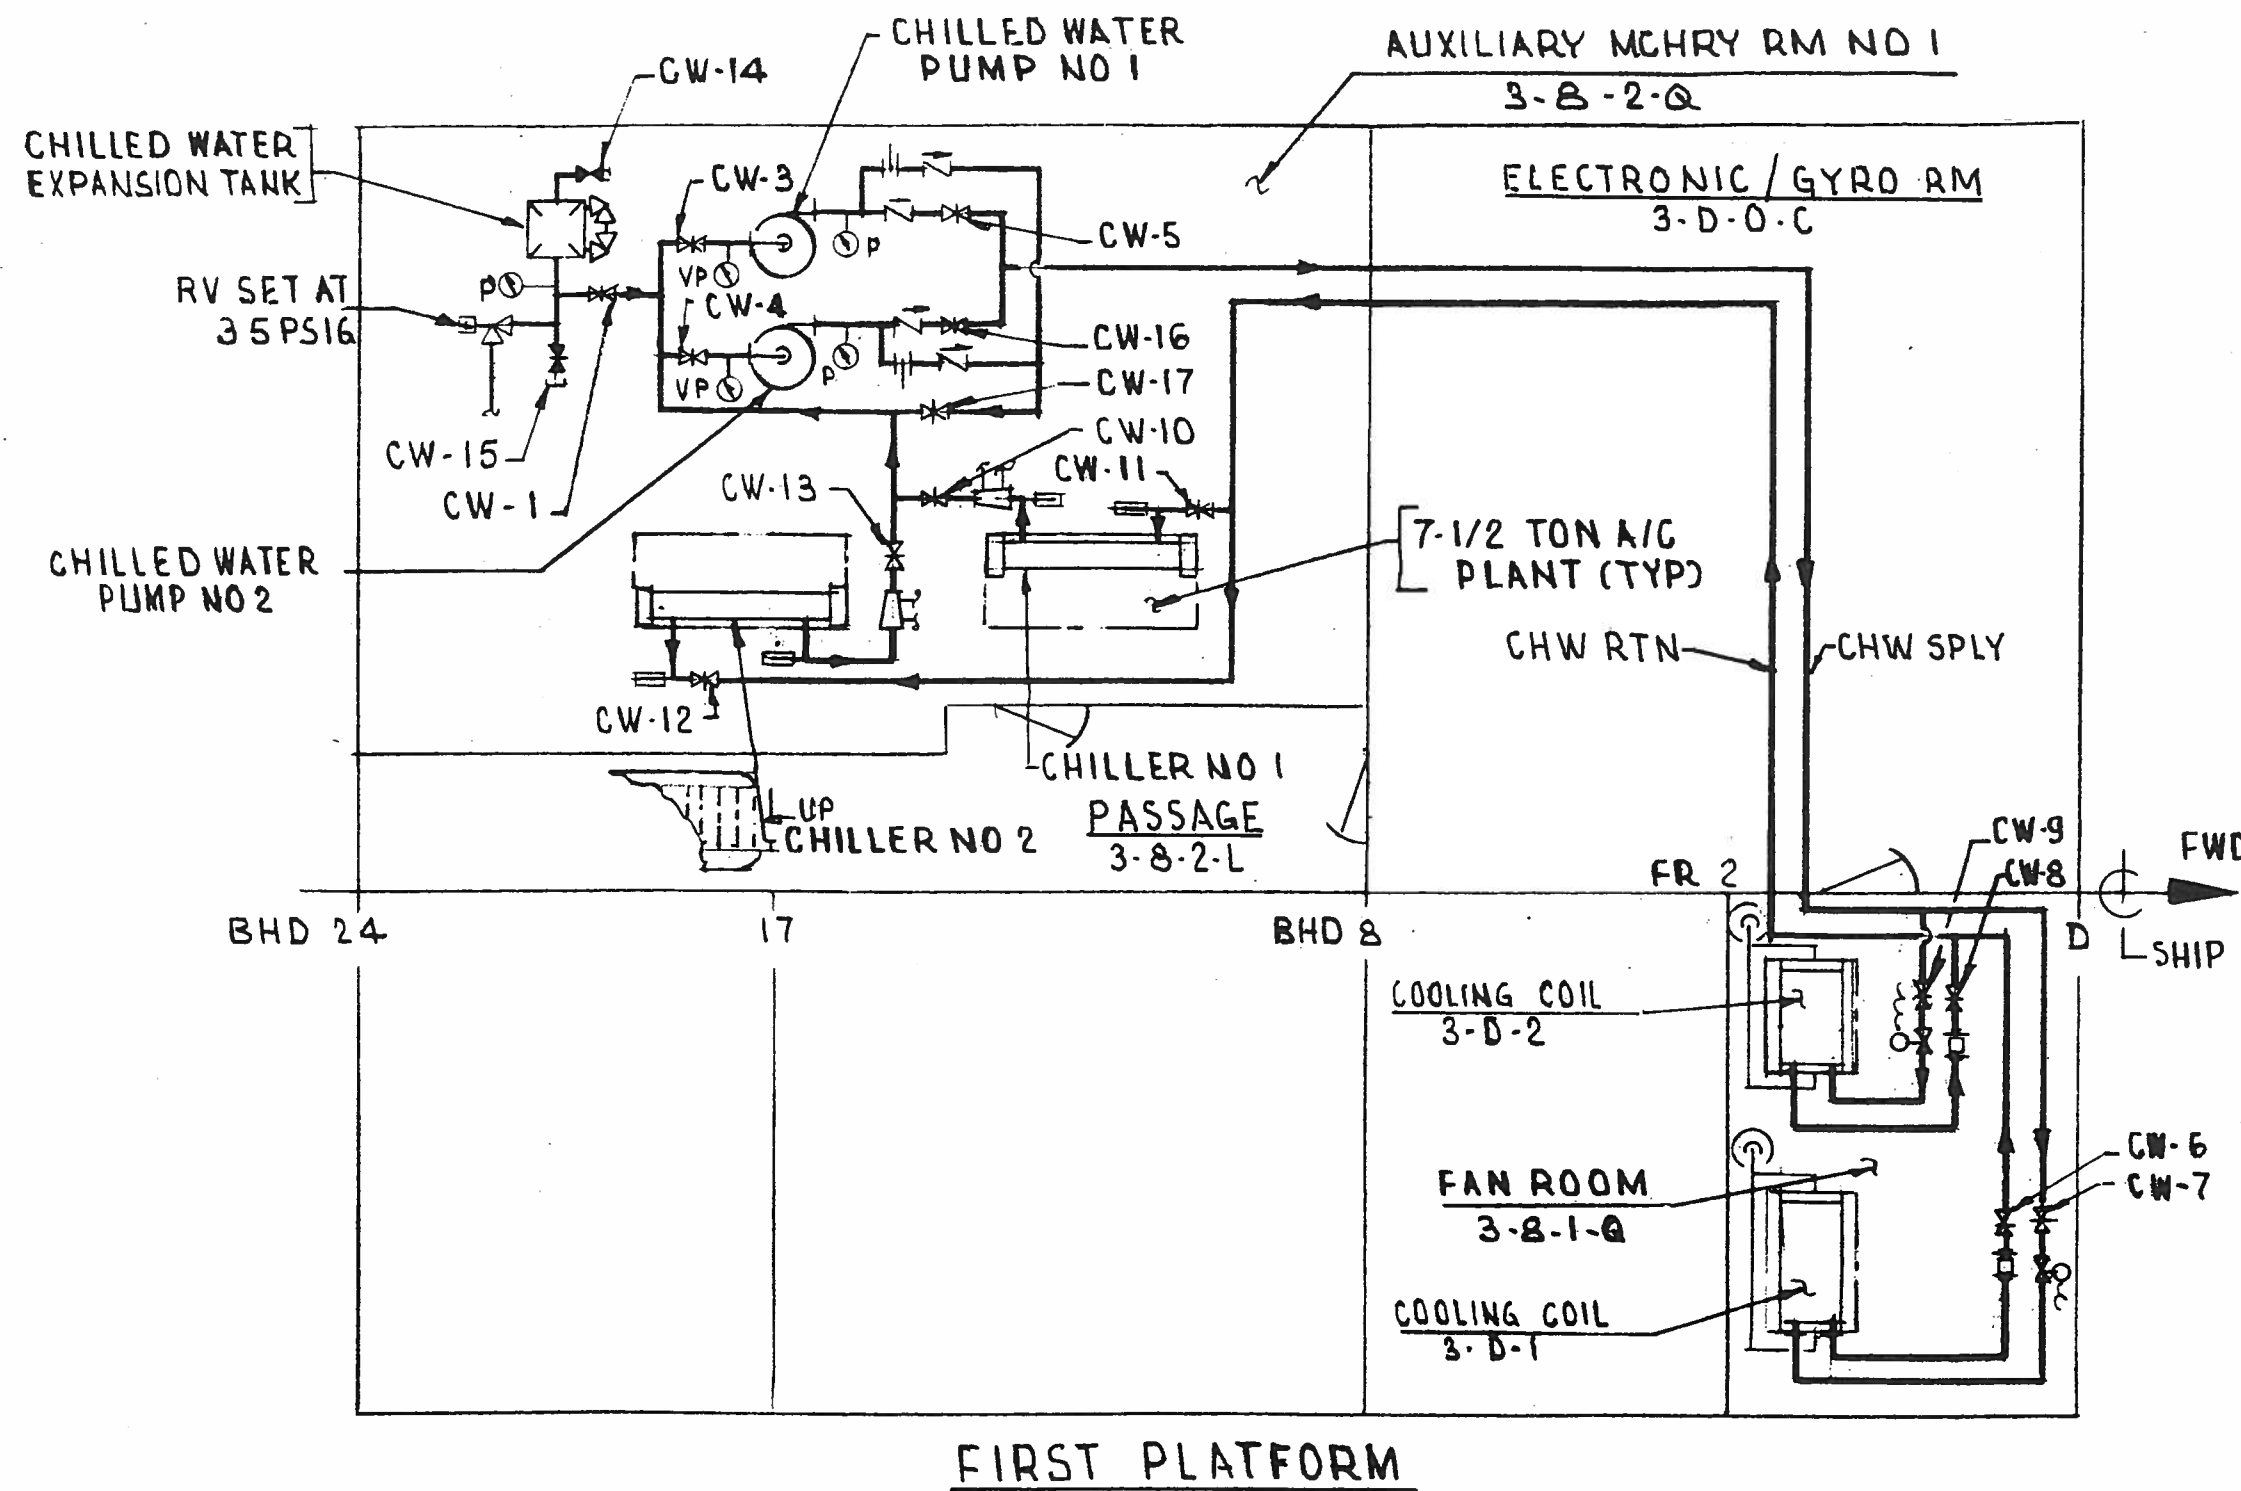 CHILLED WATER
PUMP NO 1
AUXILIARY MCHRY RM NO 1
3-8-2-Q
CW-14
CHILLED WATER
EXPANSION TANK
CW-3
ELECTRONIC / GYRO RM
3-D-0-C
CW-5
P
VP
RV SET AT
35 PSIG
P
CW-4
CW-16
P
VP
CW-17
CW-15
CW-10
CW-11
CW-1
CW-13
7-1/2 TON A/C
PLANT (TYP)
CHILLED WATER
PUMP NO 2
CHW RTN
CHW SPLY
CW-12
CHILLER NO 1
UP
CHILLER NO 2
PASSAGE
3-8-2-L
CW-9
CW-8
FWD
FR 2
BHD 24
17
BHD 8
D
SHIP
COOLING COIL
3-D-2
CW-6
CW-7
FAN ROOM
3-8-1-Q
COOLING COIL
3-D-1
FIRST PLATFORM